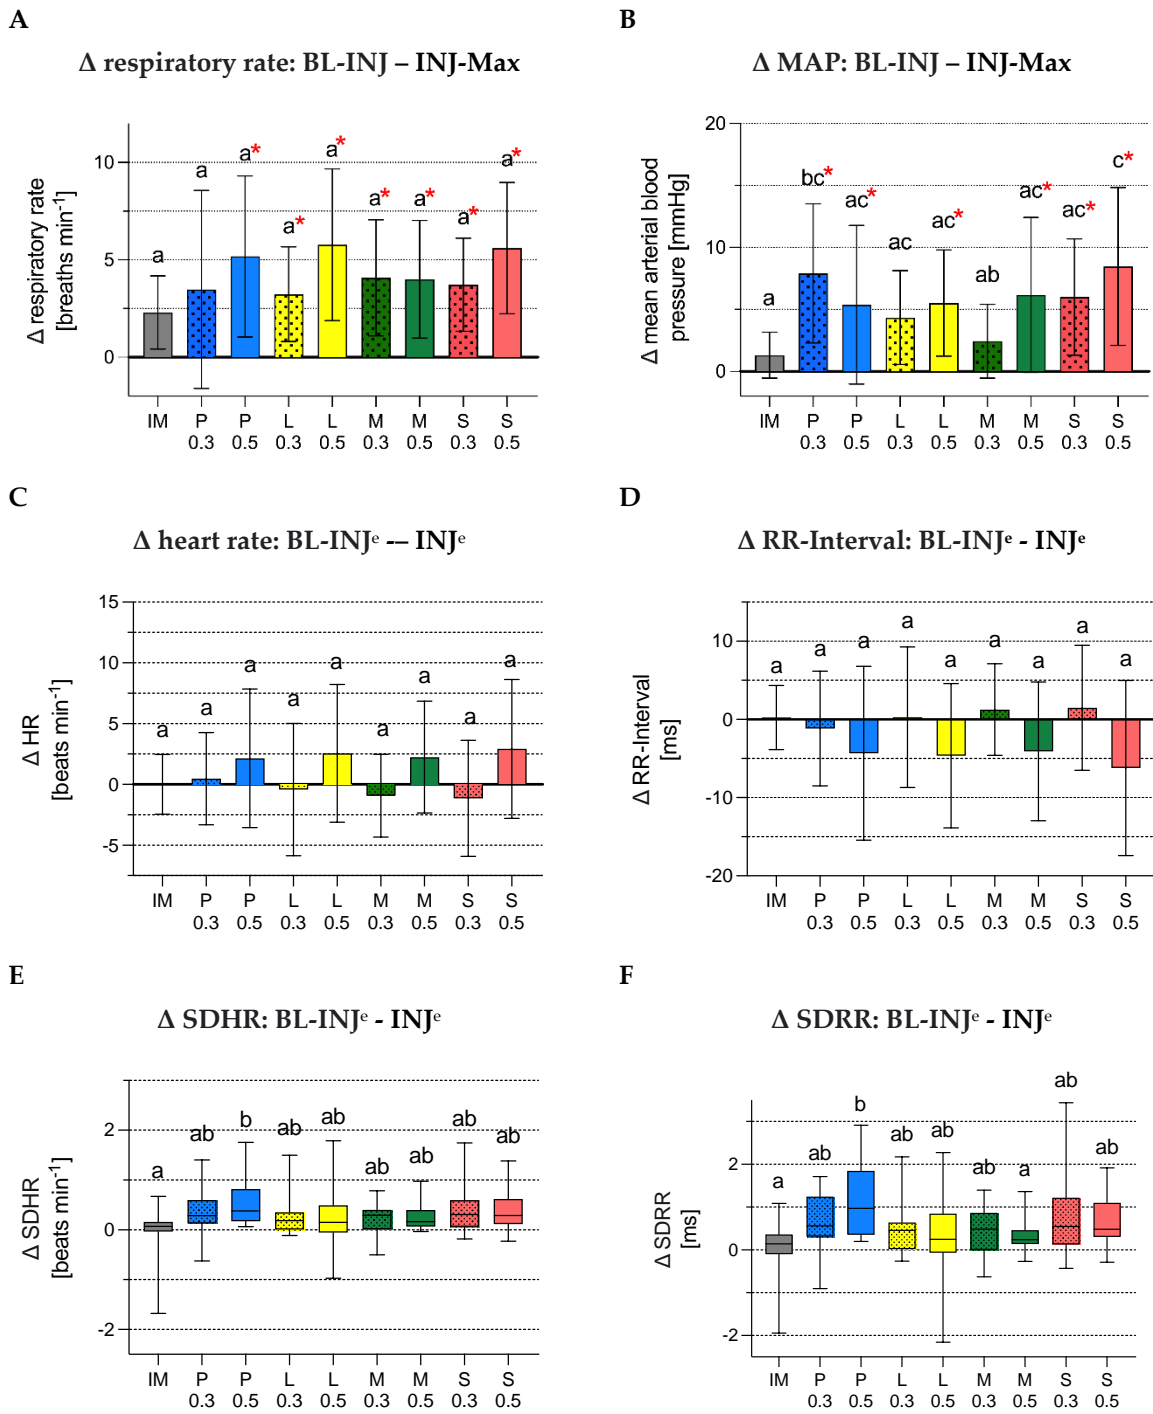 A
Δ respiratory rate: BL-INJ – INJ-Max
Δ respiratory rate
[breaths min⁻¹]
10
5
0
a
a
a*
a*
a*
a*
a*
a*
a*
IM P P L L M M S S
0.3 0.5 0.3 0.5 0.3 0.5 0.3 0.5
B
Δ MAP: BL-INJ – INJ-Max
Δ mean arterial blood
pressure [mmHg]
20
10
0
a
bc*
ac*
ac
ac*
ab
ac*
ac*
c*
IM P P L L M M S S
0.3 0.5 0.3 0.5 0.3 0.5 0.3 0.5
C
Δ heart rate: BL-INJᵉ -– INJᵉ
Δ HR
[beats min⁻¹]
15
10
5
0
-5
a a a a a a a a a
IM P P L L M M S S
0.3 0.5 0.3 0.5 0.3 0.5 0.3 0.5
D
Δ RR-Interval: BL-INJᵉ - INJᵉ
Δ RR-Interval
[ms]
10
0
-10
-20
a a a a a a a a a
IM P P L L M M S S
0.3 0.5 0.3 0.5 0.3 0.5 0.3 0.5
E
Δ SDHR: BL-INJᵉ - INJᵉ
Δ SDHR
[beats min⁻¹]
2
0
-2
a ab b ab ab ab ab ab ab
IM P P L L M M S S
0.3 0.5 0.3 0.5 0.3 0.5 0.3 0.5
F
Δ SDRR: BL-INJᵉ - INJᵉ
Δ SDRR
[ms]
2
0
-2
a ab b ab ab ab a ab ab
IM P P L L M M S S
0.3 0.5 0.3 0.5 0.3 0.5 0.3 0.5